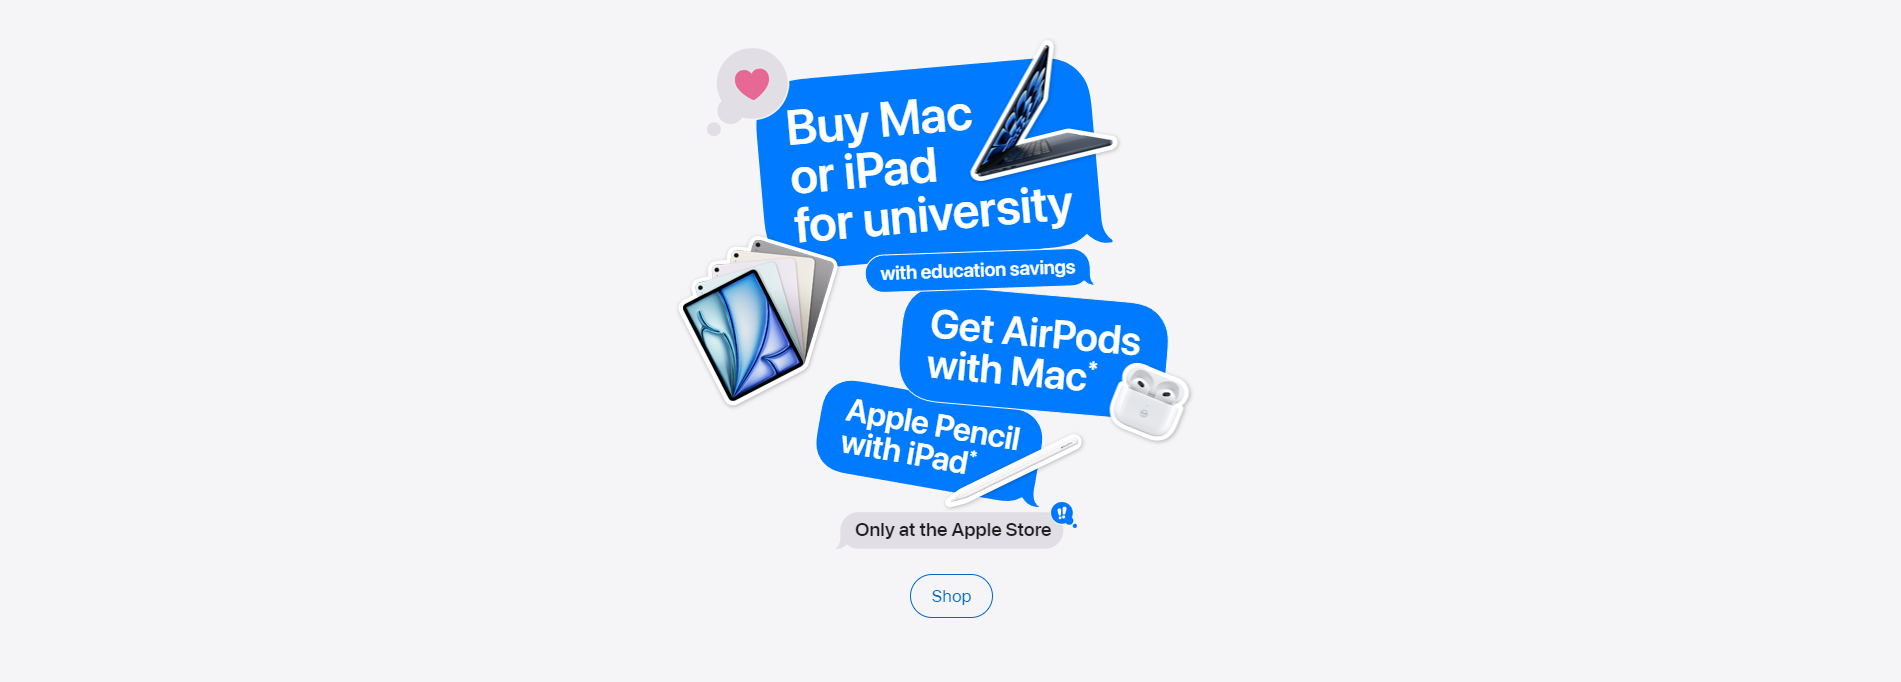 Buy Mac
or iPad
for university
with education savings
Get AirPods
with Mac*
Apple Pencil
with iPad*
Only at the Apple Store
Shop